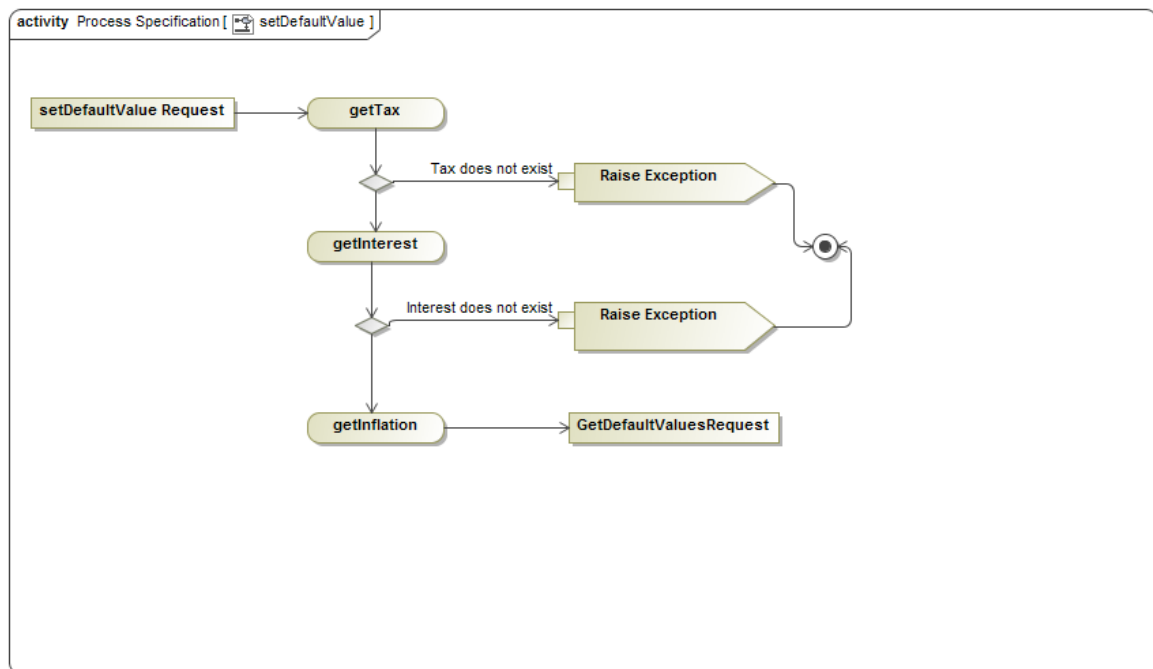 activity Process Specification [ setDefaultValue ]
setDefaultValue Request
getTax
Tax does not exist
Raise Exception
getInterest
Interest does not exist
Raise Exception
getInflation
GetDefaultValuesRequest